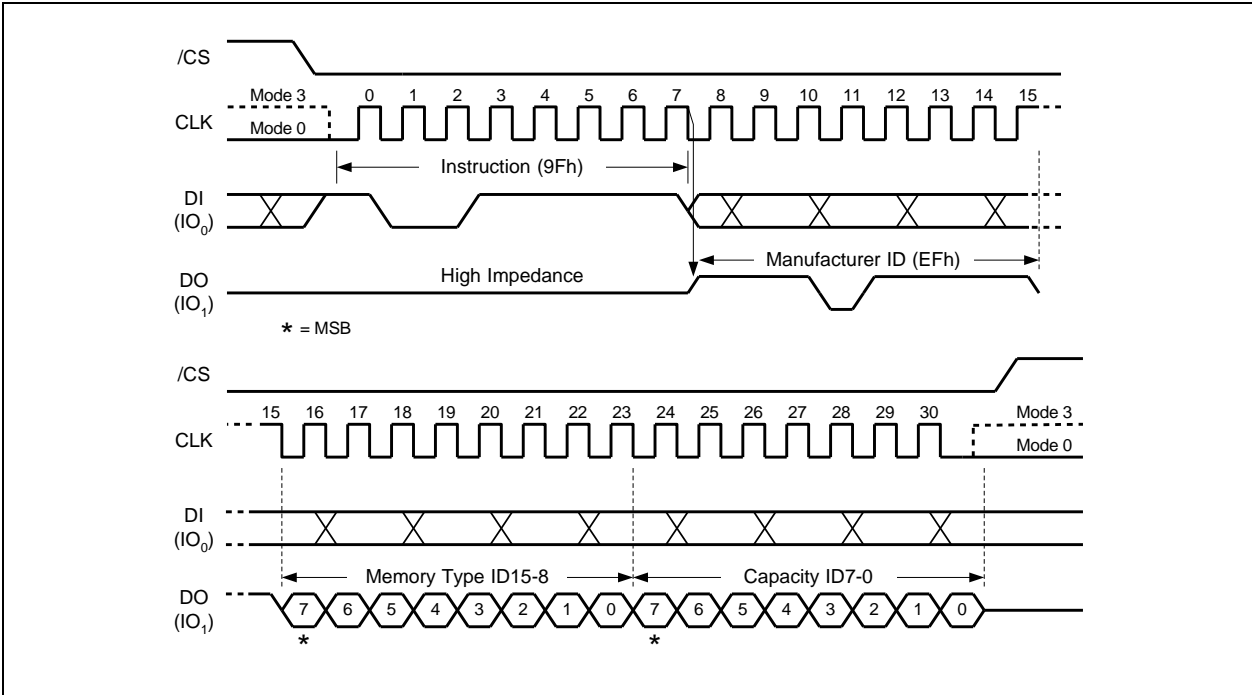 /CS
Mode 3 0 1 2 3 4 5 6 7 8 9 10 11 12 13 14 15
CLK
Mode 0
Instruction (9Fh)
DI
(IO0)
Manufacturer ID (EFh)
High Impedance
DO
(IO1)
* = MSB
/CS
15 16 17 18 19 20 21 22 23 24 25 26 27 28 29 30 Mode 3
CLK
Mode 0
DI
(IO0)
Memory Type ID15-8 Capacity ID7-0
DO
7 6 5 4 3 2 1 0 7 6 5 4 3 2 1 0
(IO1)
* *